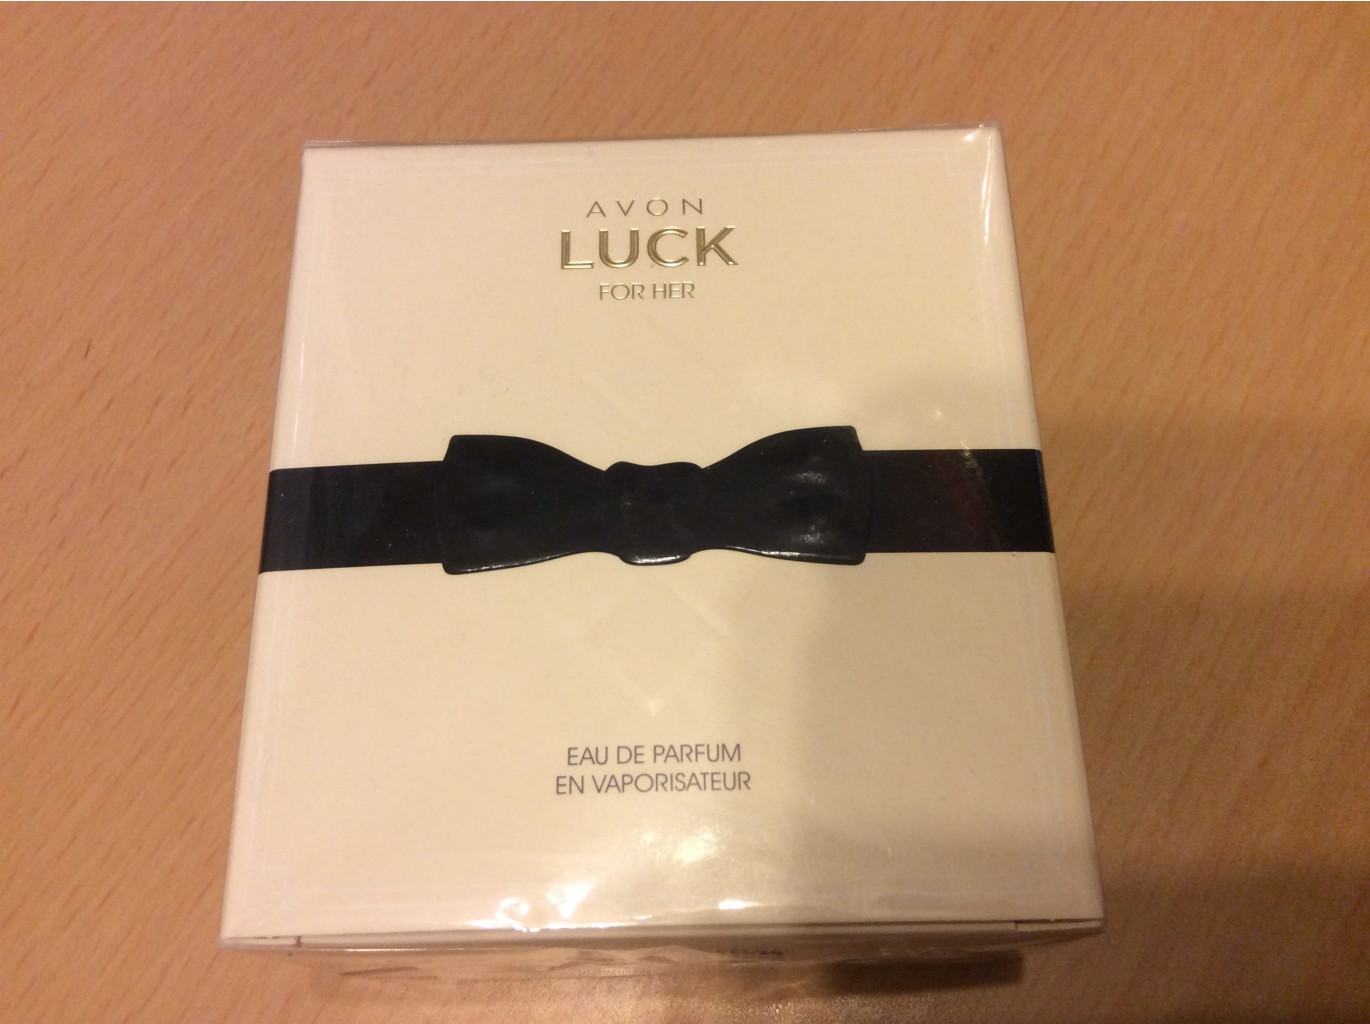 AVON
LUCK
FOR HER
EAU DE PARFUM
EN VAPORISATEUR